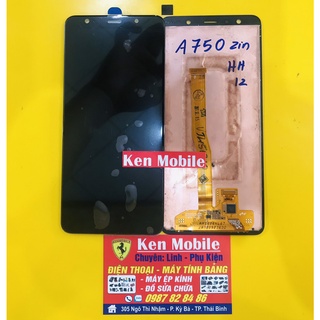 A750 zin
HH
12
Ken Mobile
Ken Mobile
Chuyên: Linh - Phụ Kiện
ĐIỆN THOẠI - MÁY TÍNH BẢNG
- MÁY ÉP KÍNH
- ĐỒ SỬA CHỮA
0987 82 84 86
305 Ngô Thì Nhậm - P. Kỳ Bá - TP. Thái Bình